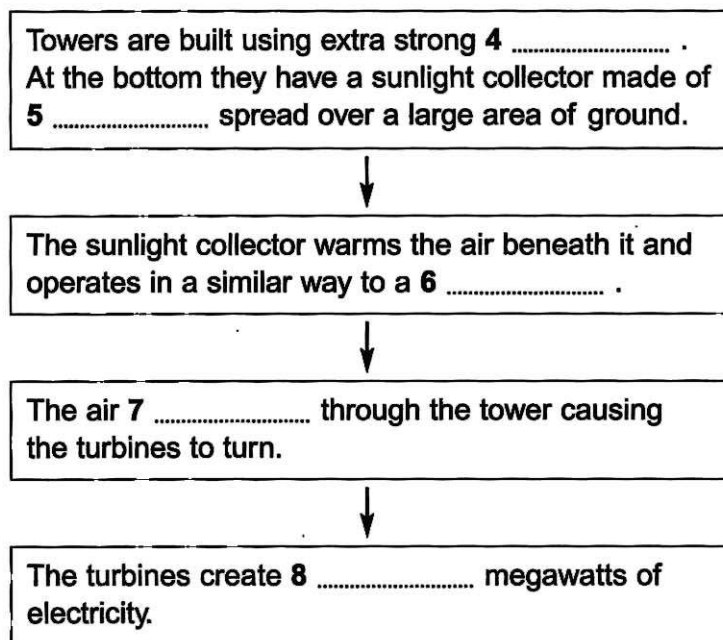 Towers are built using extra strong 4 ............................ .
At the bottom they have a sunlight collector made of
5 ............................ spread over a large area of ground.
The sunlight collector warms the air beneath it and
operates in a similar way to a 6 ............................ .
The air 7 ............................ through the tower causing
the turbines to turn.
The turbines create 8 ............................ megawatts of
electricity.